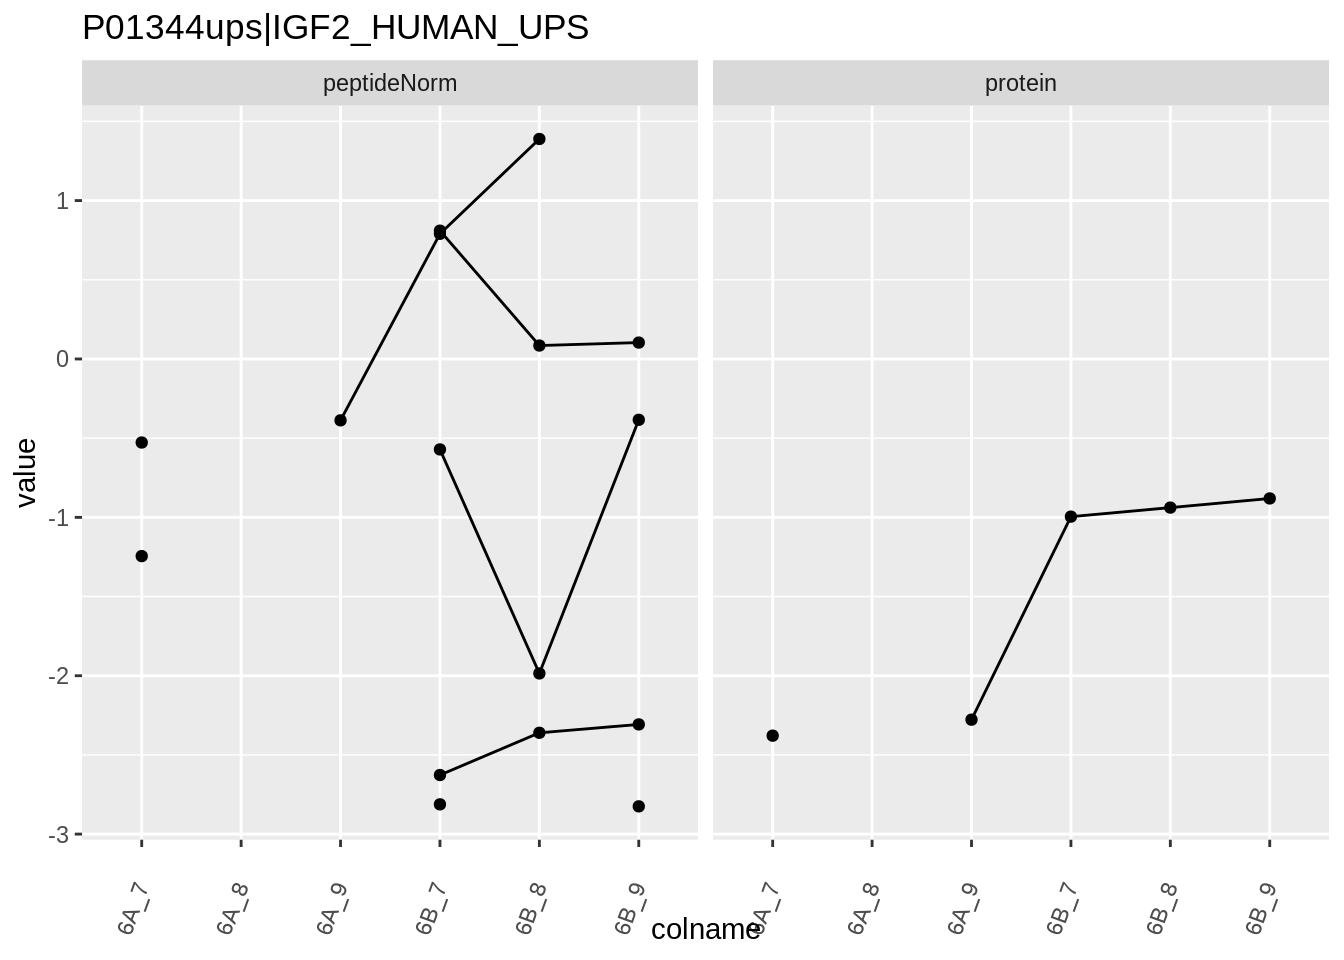 P01344ups|IGF2_HUMAN_UPS
peptideNorm
protein
value
1
0
-1
-2
-3
6A_7
6A_8
6A_9
6B_7
6B_8
6B_9
6A_7
6A_8
6A_9
6B_7
6B_8
6B_9
colname